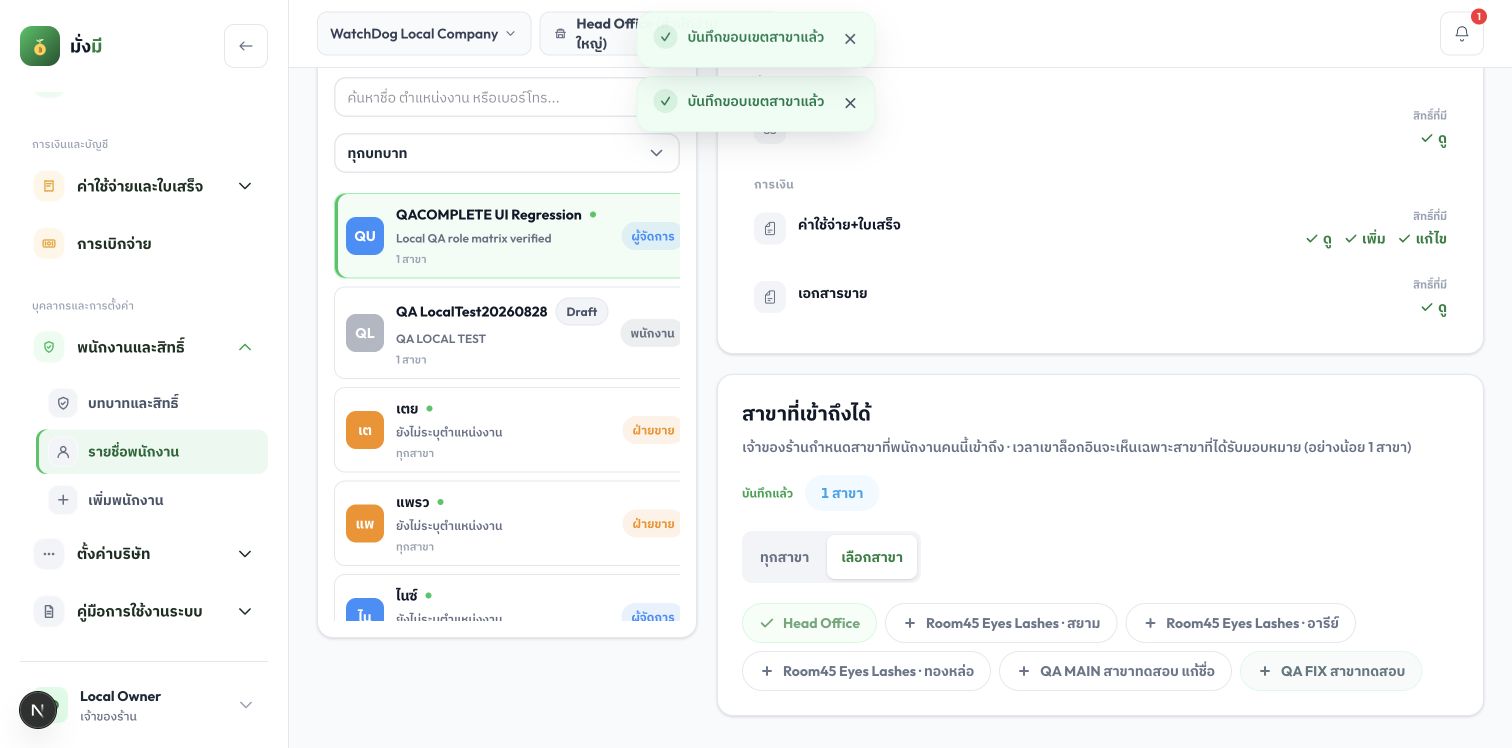 มั่งมี
WatchDog Local Company
Head Offi
ใหญ่)
บันทึกขอบเขตสาขาแล้ว
1
บันทึกขอบเขตสาขาแล้ว
การเงินและบัญชี
ค่าใช้จ่ายและใบเสร็จ
การเบิกจ่าย
บุคลากรและการตั้งค่า
พนักงานและสิทธิ์
บทบาทและสิทธิ์
รายชื่อพนักงาน
เพิ่มพนักงาน
ตั้งค่าบริษัท
คู่มือการใช้งานระบบ
N
Local Owner
เจ้าของร้าน
ค้นหาชื่อ ตำแหน่งงาน หรือเบอร์โทร...
ทุกบทบาท
QU
QACOMPLETE UI Regression
Local QA role matrix verified
1 สาขา
ผู้จัดการ
QL
QA LocalTest20260828 Draft
QA LOCAL TEST
1 สาขา
พนักงาน
เต
เตย
ยังไม่ระบุตำแหน่งงาน
ทุกสาขา
ฝ่ายขาย
แพ
แพรว
ยังไม่ระบุตำแหน่งงาน
ทุกสาขา
ฝ่ายขาย
ไน
ไนซ์
ยังไม่ระบุตำแหน่งงาน
ผู้จัดการ
สิทธิ์ที่มี
ดู
การเงิน
ค่าใช้จ่าย+ใบเสร็จ
สิทธิ์ที่มี
ดู เพิ่ม แก้ไข
เอกสารขาย
สิทธิ์ที่มี
ดู
สาขาที่เข้าถึงได้
เจ้าของร้านกำหนดสาขาที่พนักงานคนนี้เข้าถึง · เวลาเขาล็อกอินจะเห็นเฉพาะสาขาที่ได้รับมอบหมาย (อย่างน้อย 1 สาขา)
บันทึกแล้ว 1 สาขา
ทุกสาขา เลือกสาขา
Head Office + Room45 Eyes Lashes · สยาม + Room45 Eyes Lashes · อารีย์
+ Room45 Eyes Lashes · ทองหล่อ + QA MAIN สาขาทดสอบ แก้ชื่อ + QA FIX สาขาทดสอบ